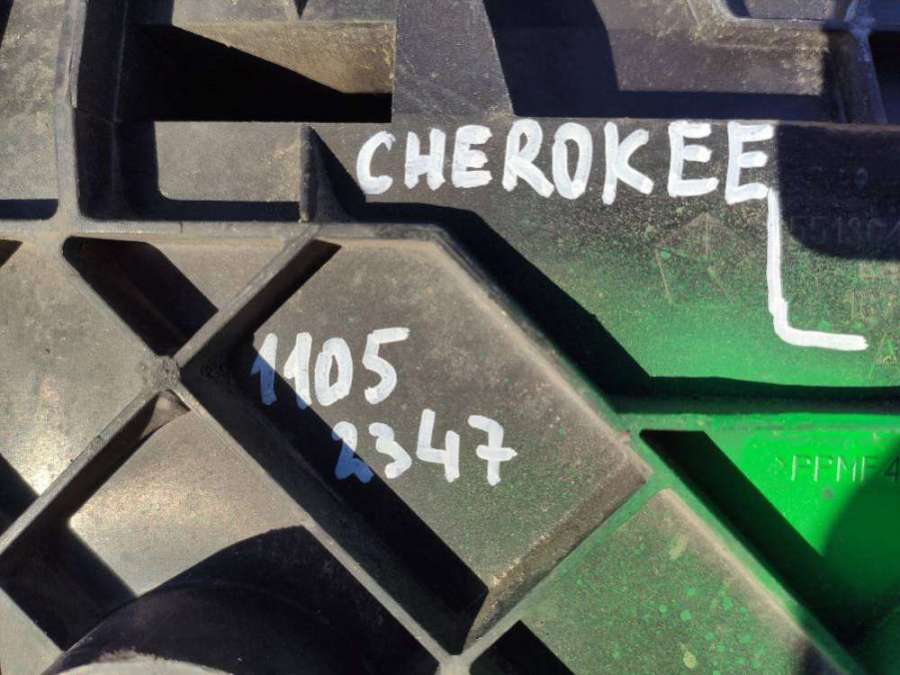 CHEROKEE L
1105
2347
>PPMF4